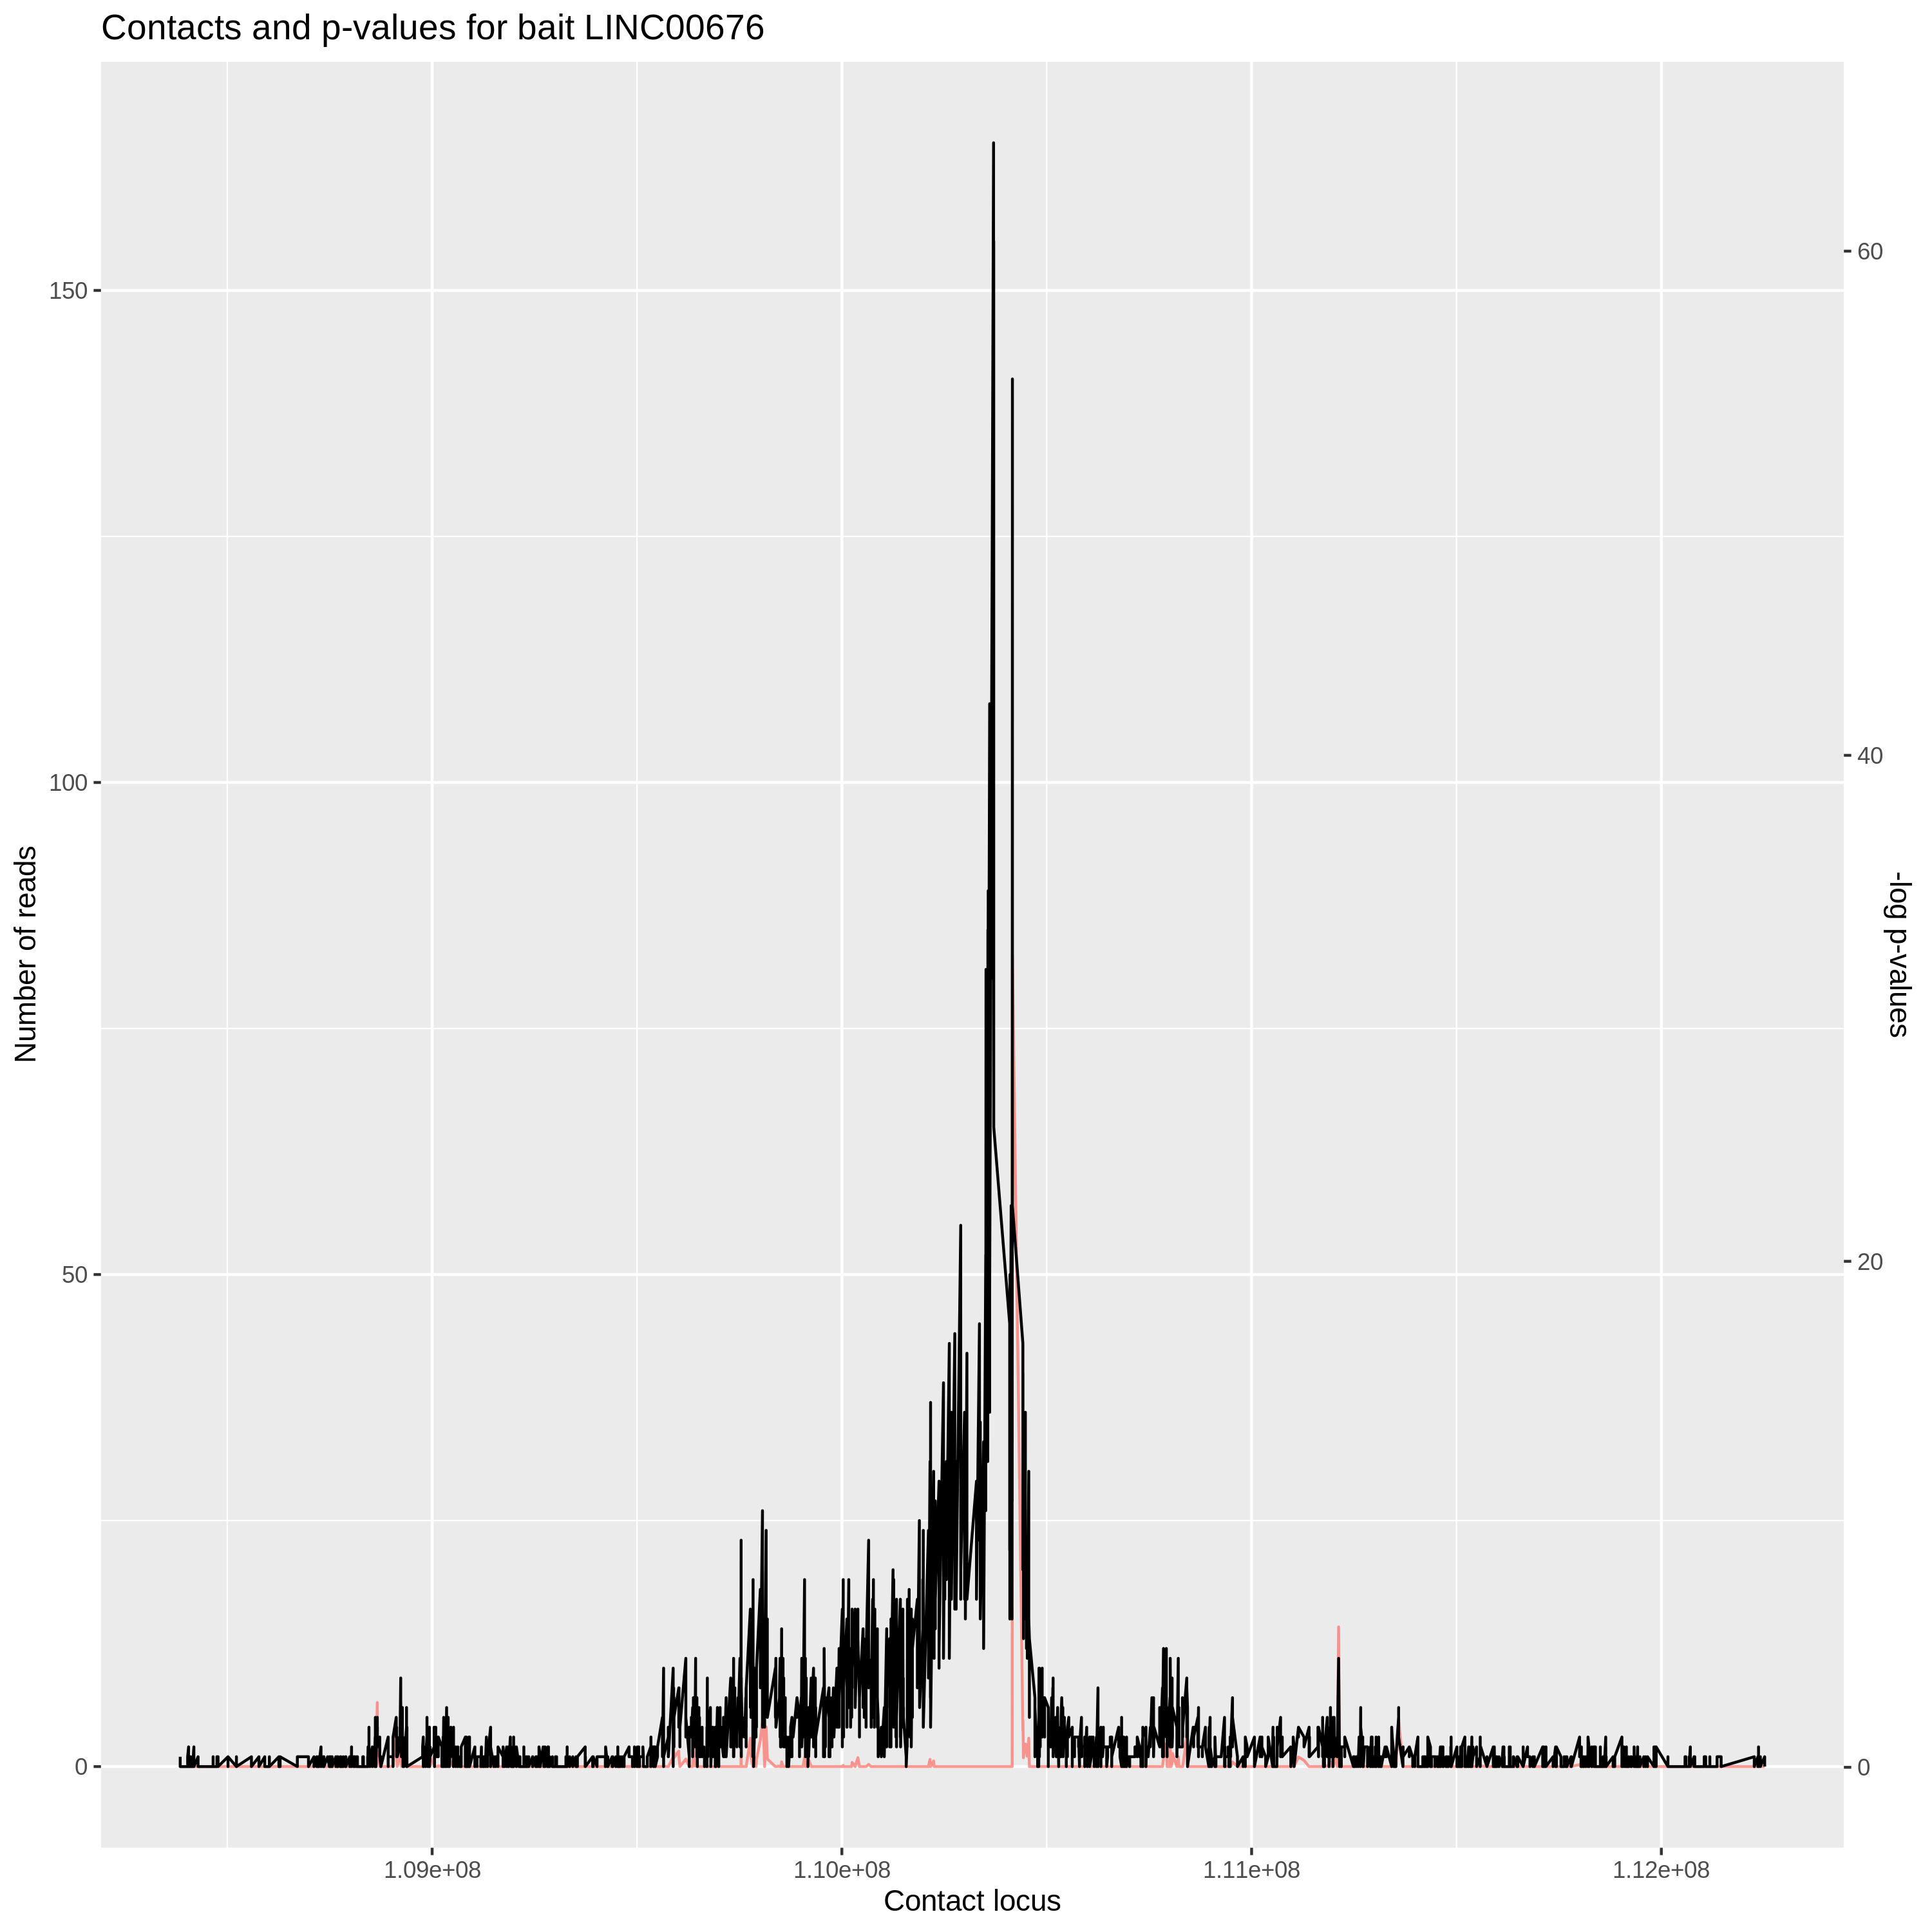 Contacts and p-values for bait LINC00676
Number of reads
150
100
50
0
60
40
20
0
-log p-values
1.09e+08
1.10e+08
1.11e+08
1.12e+08
Contact locus